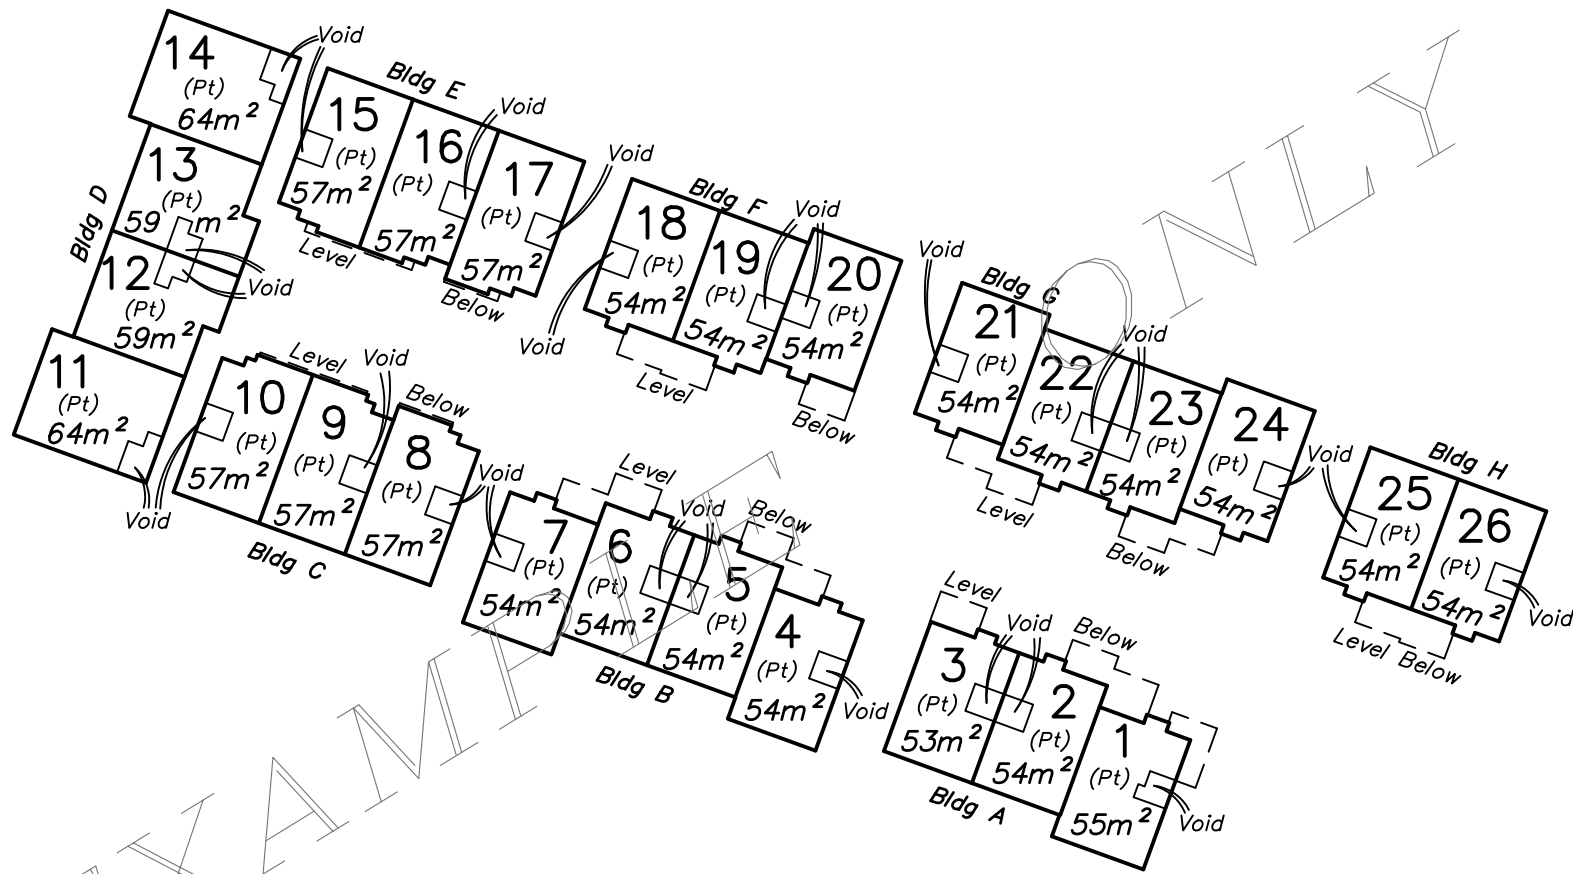 14
(Pt)
64m²
Void
Bldg E
15
(Pt)
57m²
16
(Pt)
57m²
Void
17
(Pt)
57m²
Void
Level
Below
Bldg D
13
(Pt)
59 m²
12
(Pt)
59m²
Void
11
(Pt)
64m²
Void
Bldg F
18
(Pt)
54m²
Void
19
(Pt)
54m²
Void
20
(Pt)
54m²
Level
Below
Void
Bldg G
21
(Pt)
54m²
22
(Pt)
54m²
Void
23
(Pt)
54m²
24
(Pt)
54m²
Void
Level
Below
Bldg H
25
(Pt)
54m²
26
(Pt)
54m²
Void
Level Below
Level
Void
Below
10
(Pt)
57m²
9
(Pt)
57m²
8
(Pt)
57m²
Void
Bldg C
Level
Void
Below
7
(Pt)
54m²
6
(Pt)
54m²
5
(Pt)
54m²
4
(Pt)
54m²
Void
Bldg B
Level
Void
Below
3
(Pt)
53m²
2
(Pt)
54m²
1
(Pt)
55m²
Void
Bldg A
ONLY